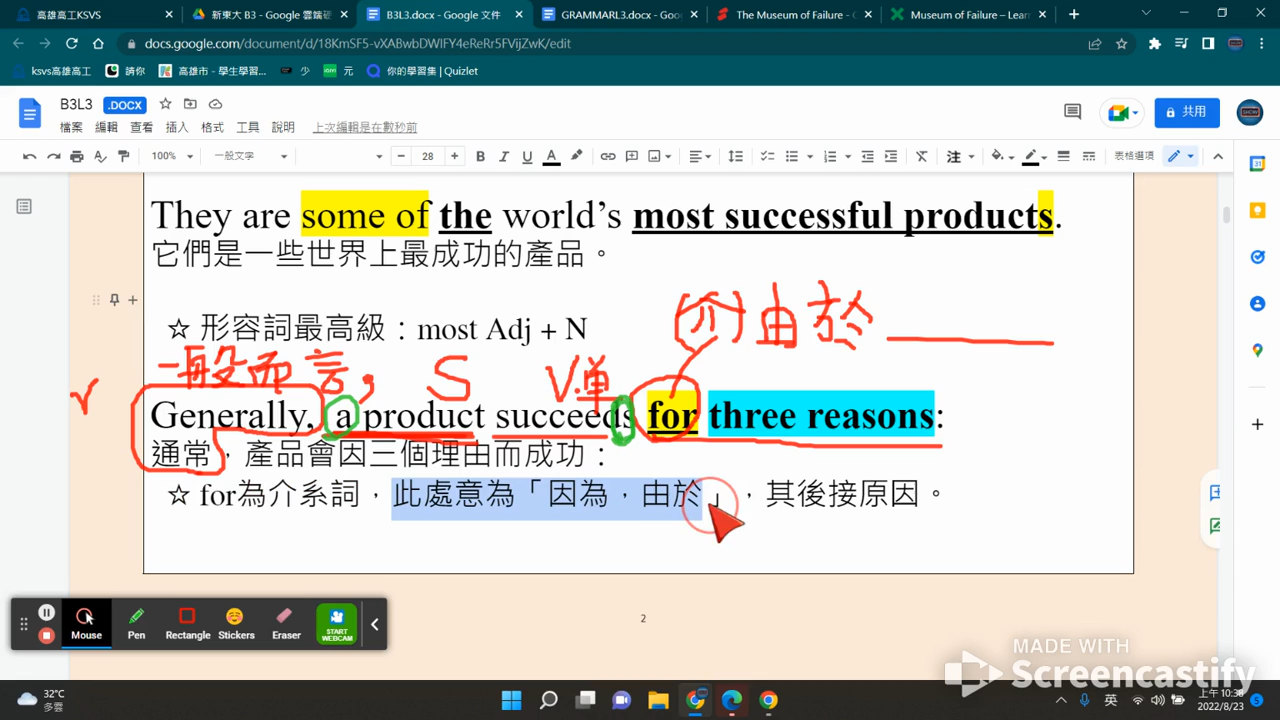 高雄高工KSVS
新東大 B3 - Google 雲端硬
B3L3.docx - Google 文件
GRAMMARL3.docx - Goo
The Museum of Failure - C
Museum of Failure – Learn
docs.google.com/document/d/18KmSF5-vXABwbDWlFY4eReRr5FVijZwK/edit
ksvs高雄高工
請你
高雄市 - 學生學習...
少
元
你的學習集 | Quizlet
B3L3 .DOCX
檔案 編輯 查看 插入 格式 工具 說明 上次編輯是在數秒前
共用
100% 一般文字 − 28 + B I U A 注 表格選項
They are some of the world's most successful products.
它們是一些世界上最成功的產品。
☆ 形容詞最高級：most Adj + N
(介) 由於
一般而言, S V.單
Generally, a product succeeds for three reasons:
通常，產品會因三個理由而成功：
☆ for為介系詞，此處意為「因為，由於」，其後接原因。
2
Mouse Pen Rectangle Stickers Eraser START WEBCAM
MADE WITH
Screencastify
32°C
多雲
英
上午 10:38
2022/8/23